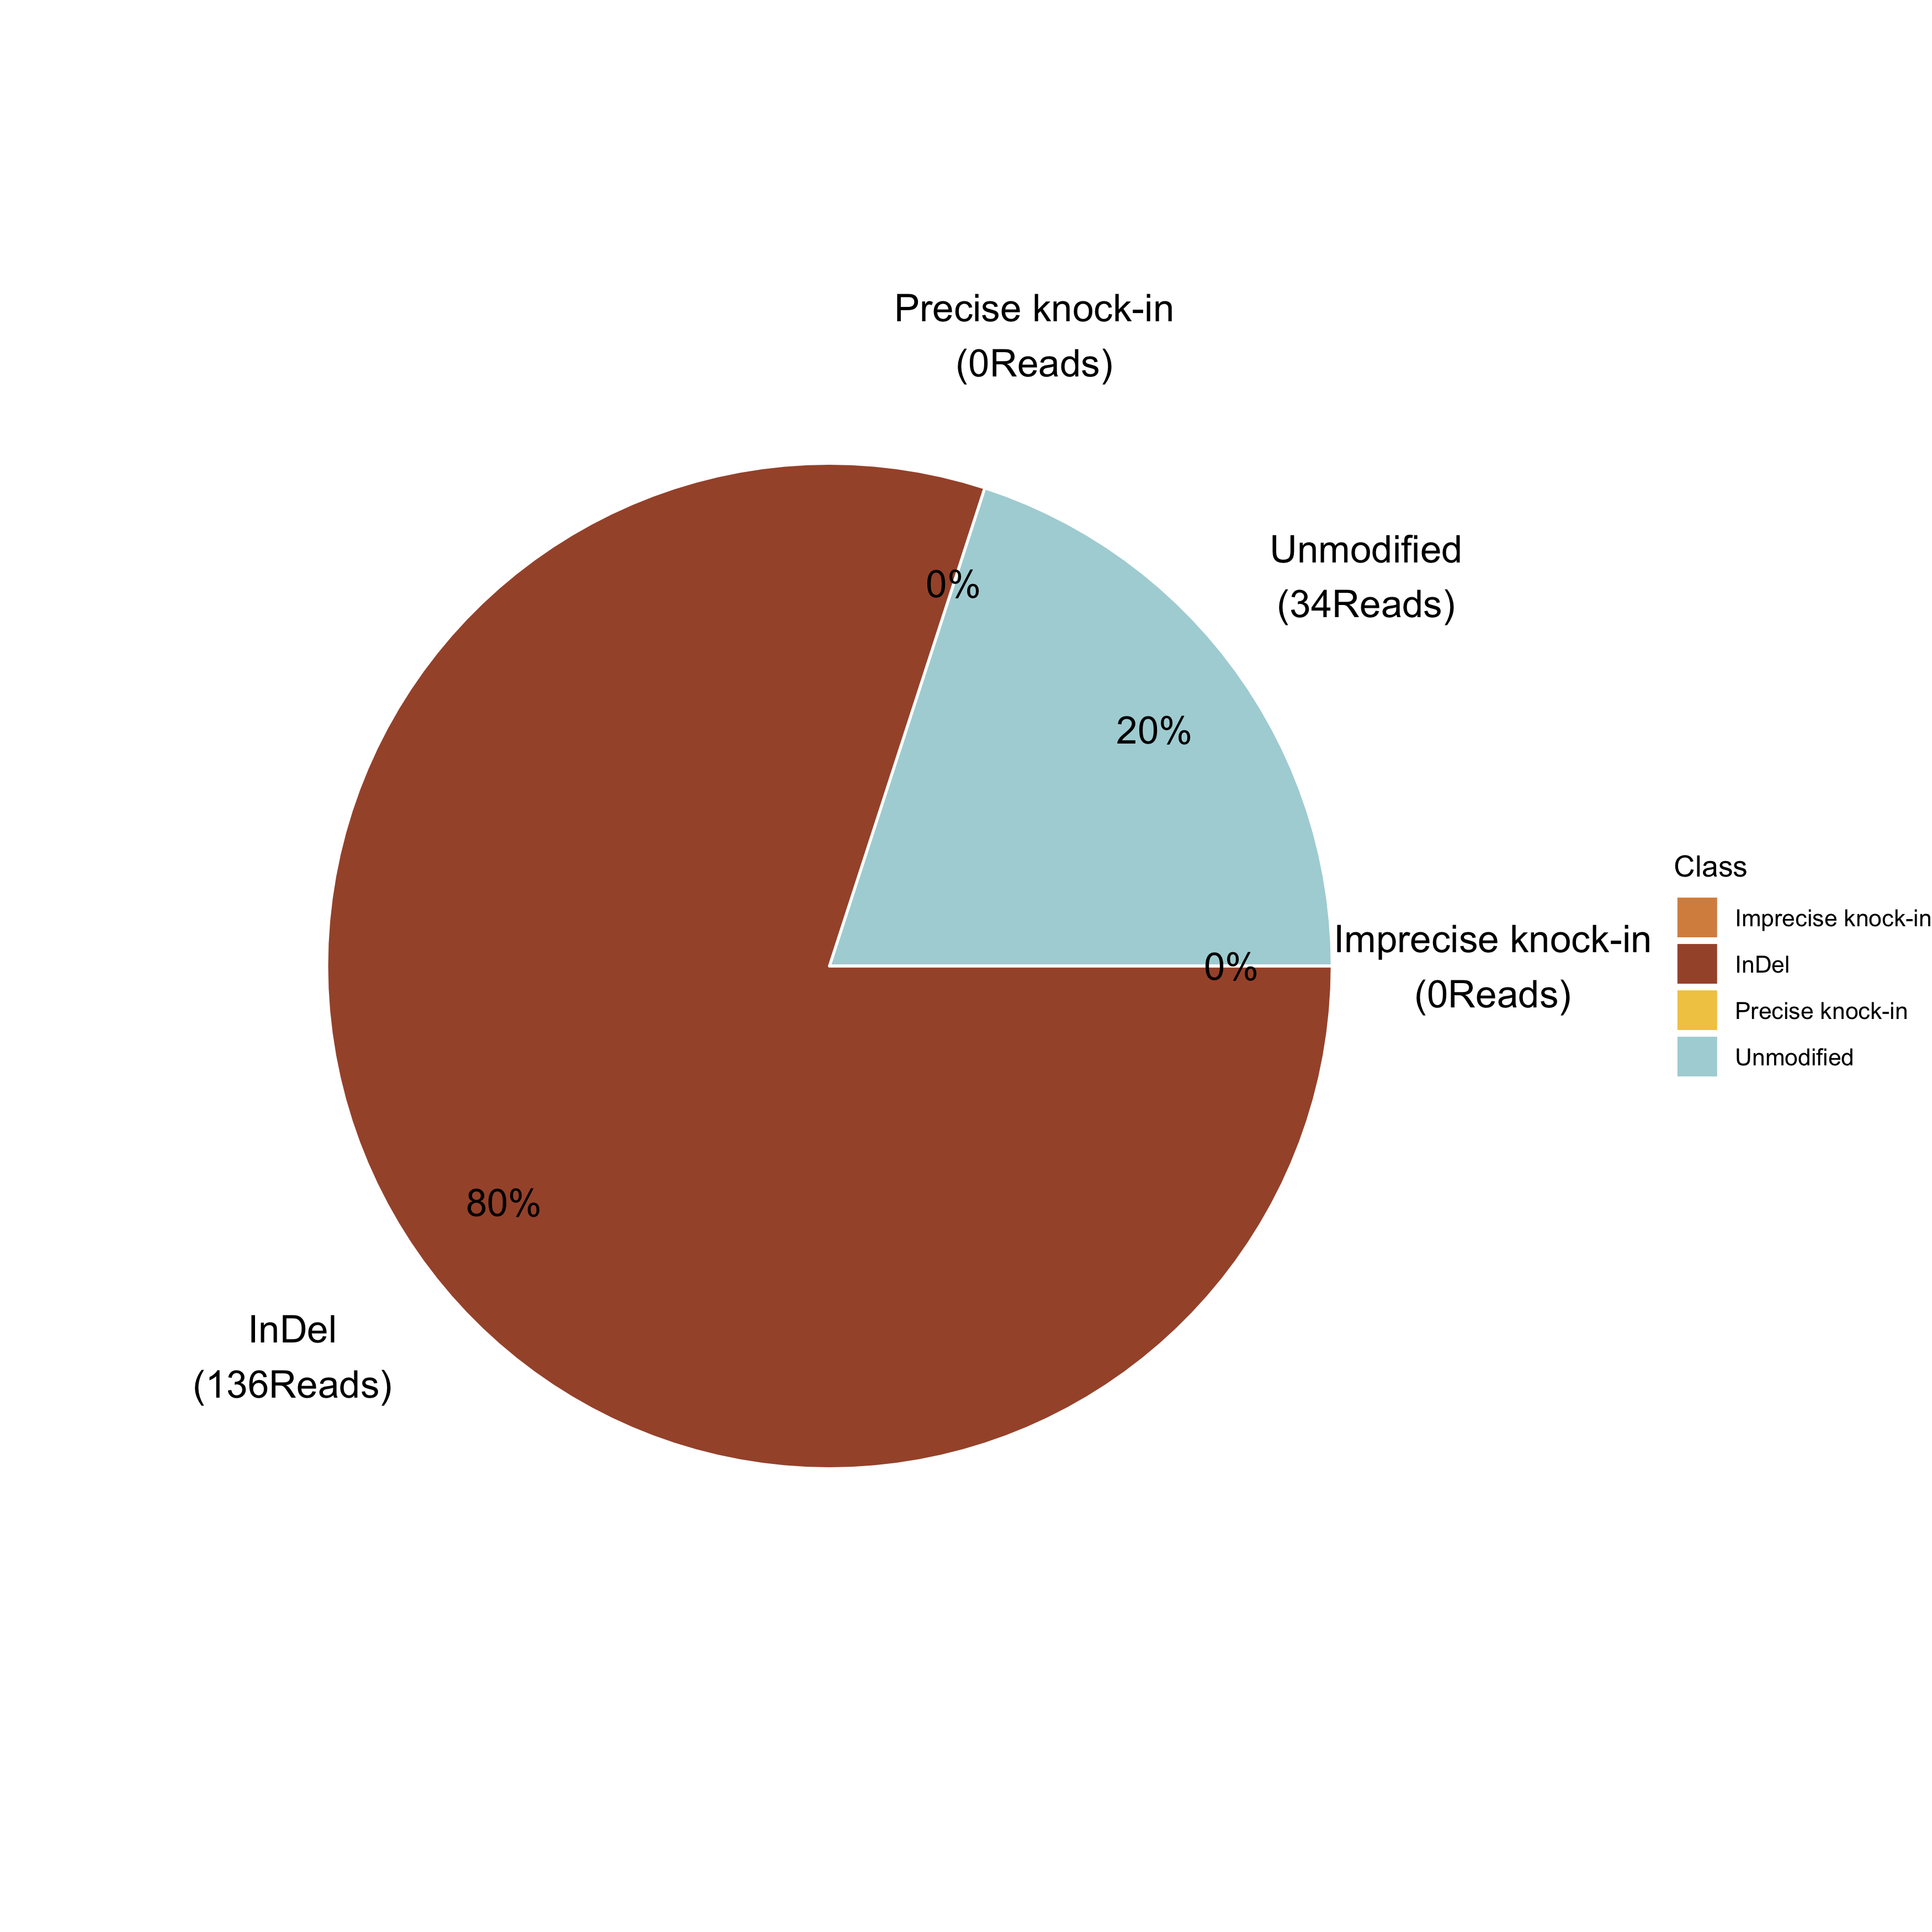 Precise knock-in
(0Reads)
Unmodified
(34Reads)
0%
20%
Imprecise knock-in
(0Reads)
0%
80%
InDel
(136Reads)
Class
Imprecise knock-in
InDel
Precise knock-in
Unmodified